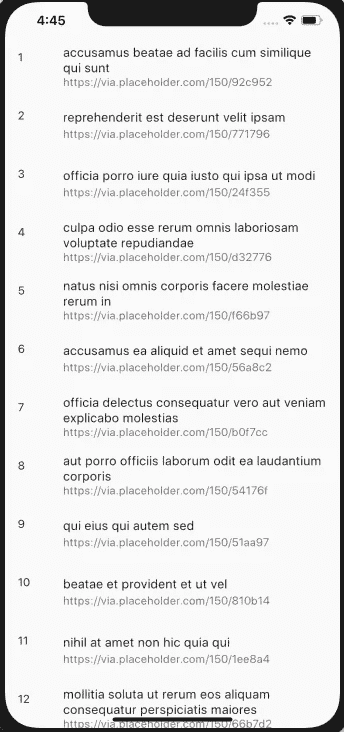 4:45
1
accusamus beatae ad facilis cum similique
qui sunt
https://via.placeholder.com/150/92c952
2
reprehenderit est deserunt velit ipsam
https://via.placeholder.com/150/771796
3
officia porro iure quia iusto qui ipsa ut modi
https://via.placeholder.com/150/24f355
4
culpa odio esse rerum omnis laboriosam
voluptate repudiandae
https://via.placeholder.com/150/d32776
5
natus nisi omnis corporis facere molestiae
rerum in
https://via.placeholder.com/150/f66b97
6
accusamus ea aliquid et amet sequi nemo
https://via.placeholder.com/150/56a8c2
7
officia delectus consequatur vero aut veniam
explicabo molestias
https://via.placeholder.com/150/b0f7cc
8
aut porro officiis laborum odit ea laudantium
corporis
https://via.placeholder.com/150/54176f
9
qui eius qui autem sed
https://via.placeholder.com/150/51aa97
10
beatae et provident et ut vel
https://via.placeholder.com/150/810b14
11
nihil at amet non hic quia qui
https://via.placeholder.com/150/1ee8a4
12
mollitia soluta ut rerum eos aliquam
consequatur perspiciatis maiores
https://via.placeholder.com/150/66b7d2